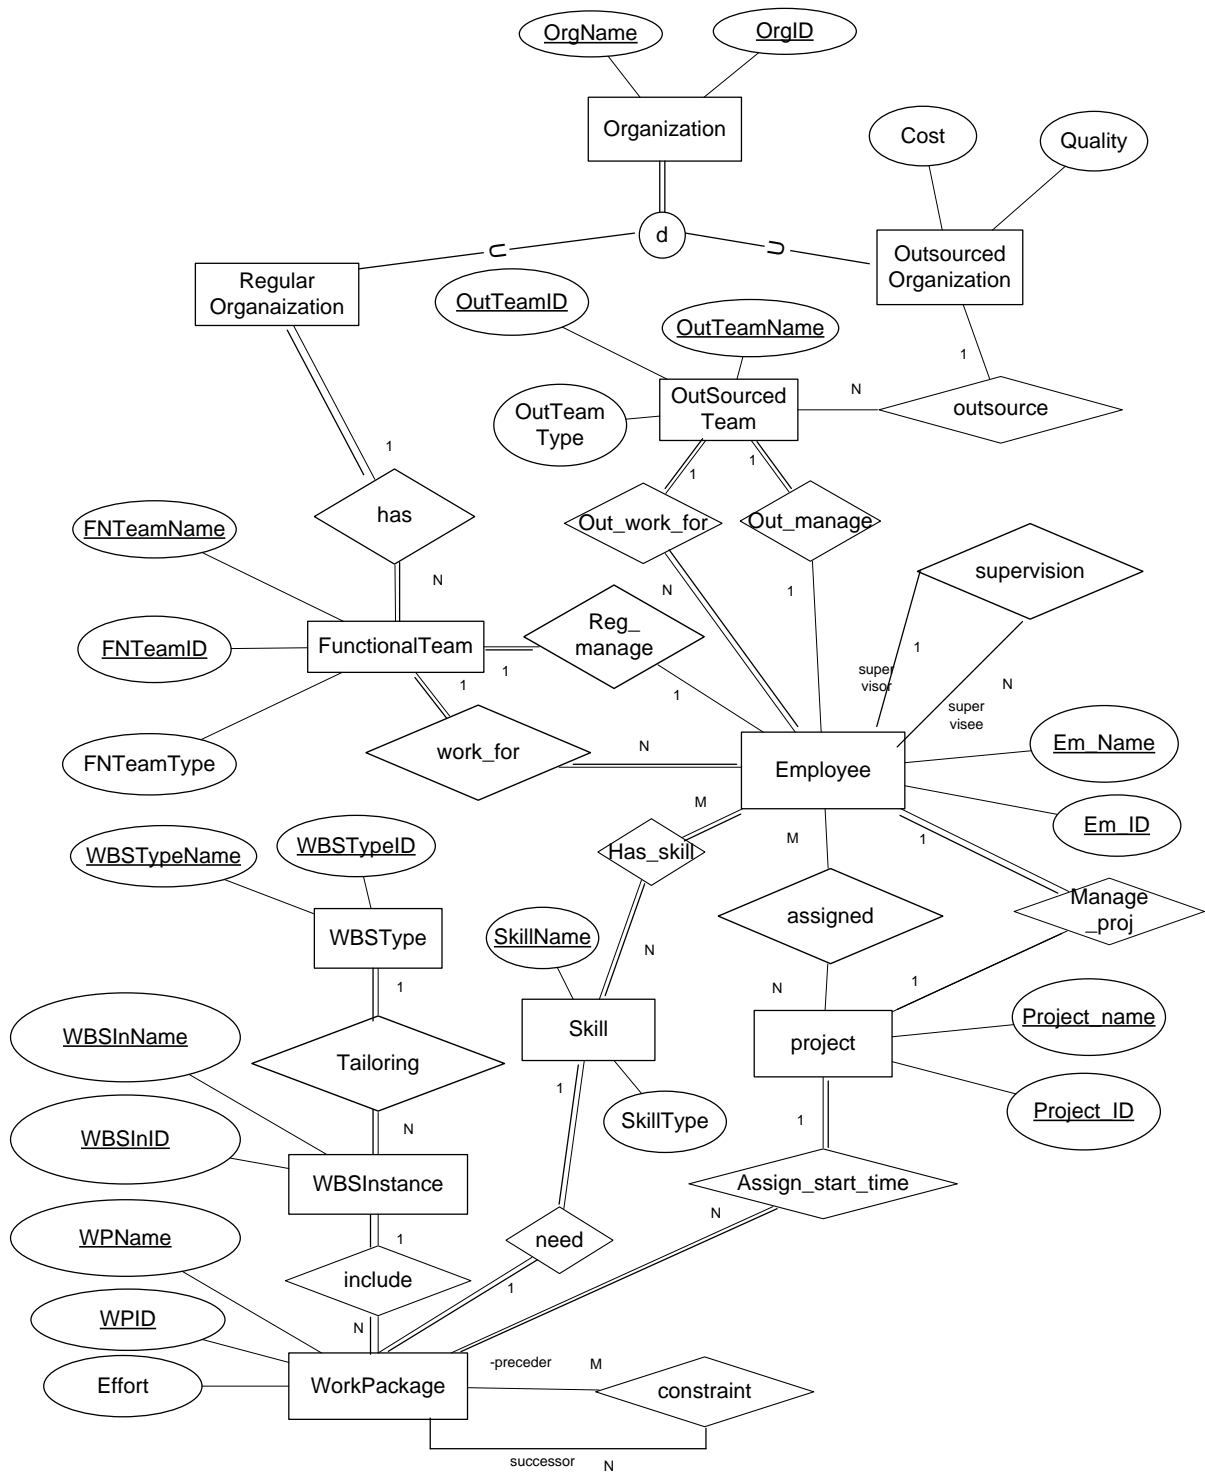 OrgName
OrgID
Organization
Cost
Quality
d
U
U
Outsourced
Organization
Regular
Organaization
OutTeamID
OutTeamName
1
OutSourced
Team
N
outsource
OutTeam
Type
1
1
1
has
Out_work_for
Out_manage
FNTeamName
supervision
N
N
1
Reg_
manage
FunctionalTeam
FNTeamID
1
1
1
1
super
visor
N
super
visee
work_for
N
FNTeamType
Employee
Em_Name
M
Em_ID
M
1
WBSTypeID
WBSTypeName
Has_skill
Manage
_proj
assigned
WBSType
SkillName
N
1
N
1
WBSInName
Skill
project
Project_name
Tailoring
1
SkillType
1
Project_ID
N
WBSInID
WBSInstance
Assign_start_time
N
WPName
1
need
include
1
WPID
N
-preceder
M
Effort
WorkPackage
constraint
successor
N